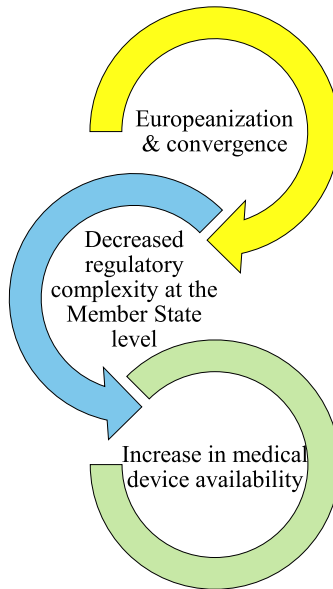 Europeanization
& convergence
Decreased
regulatory
complexity at the
Member State
level
Increase in medical
device availability